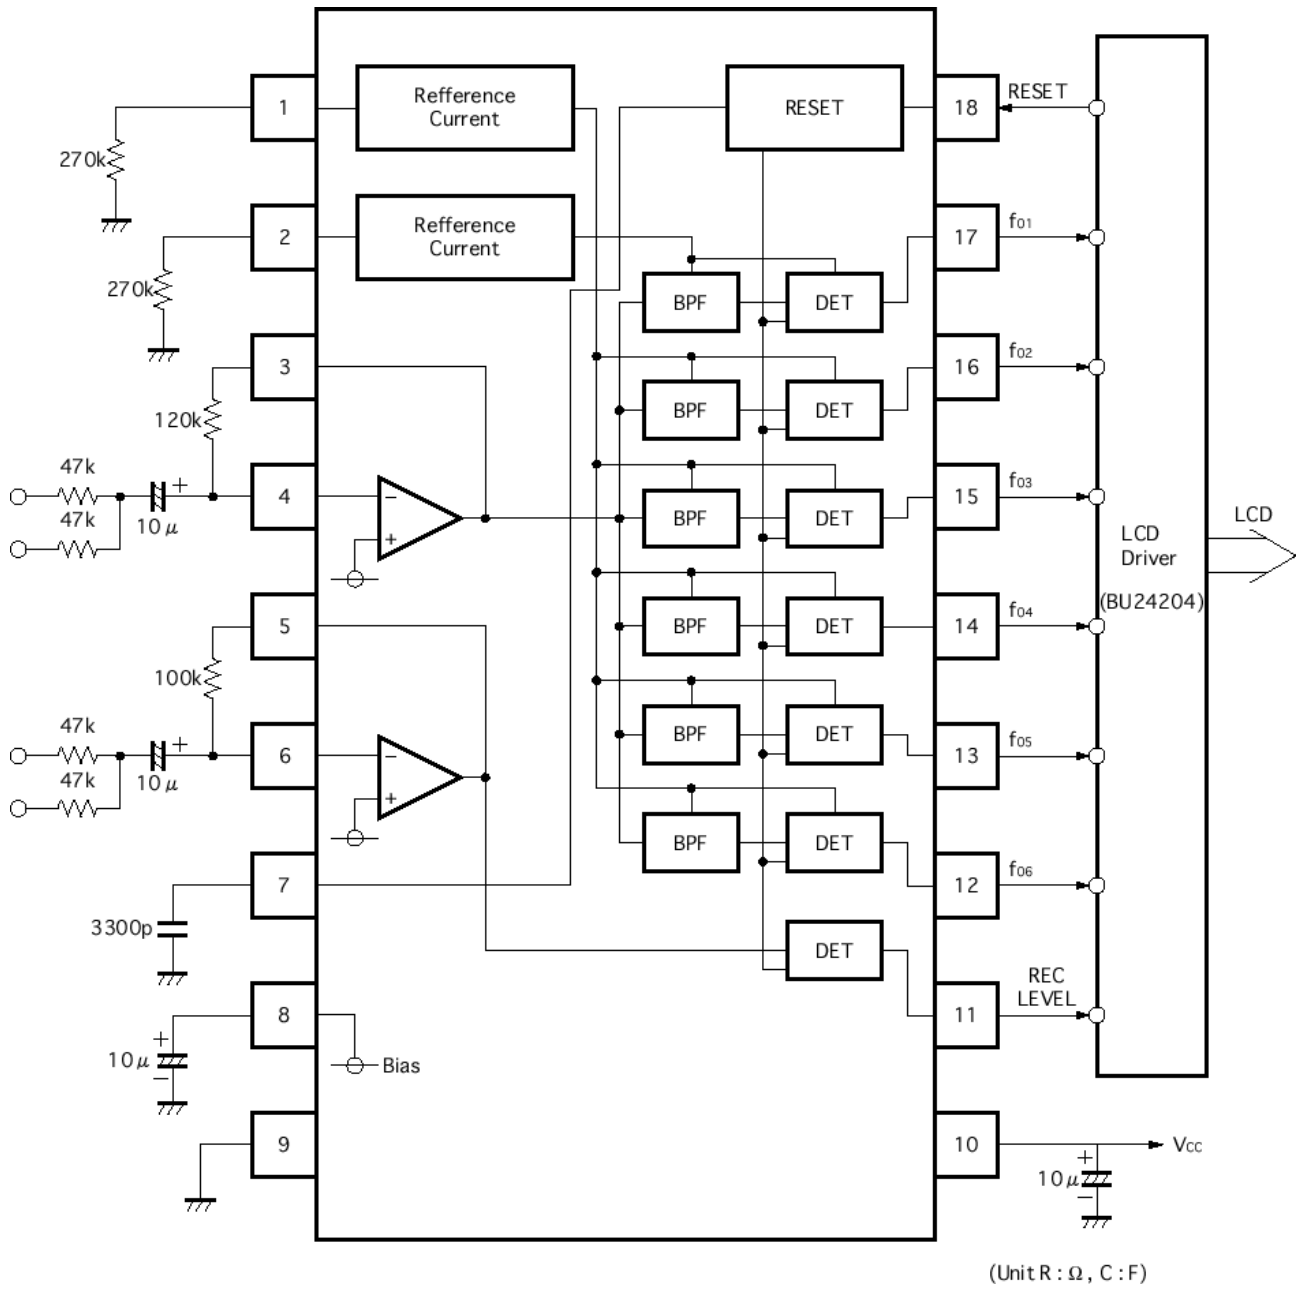 1
Refference
Current
RESET
18
RESET
270k
2
Refference
Current
17
f01
270k
BPF
DET
3
16
f02
120k
BPF
DET
47k
4
−
+
10μ
47k
+
BPF
DET
15
f03
LCD
Driver
(BU24204)
LCD
5
BPF
DET
14
f04
100k
47k
6
−
+
10μ
47k
+
BPF
DET
13
f05
BPF
DET
12
f06
7
3300p
DET
11
REC
LEVEL
8
+
10μ
−
Bias
9
10
Vcc
+
10μ
−
(Unit R : Ω , C : F)